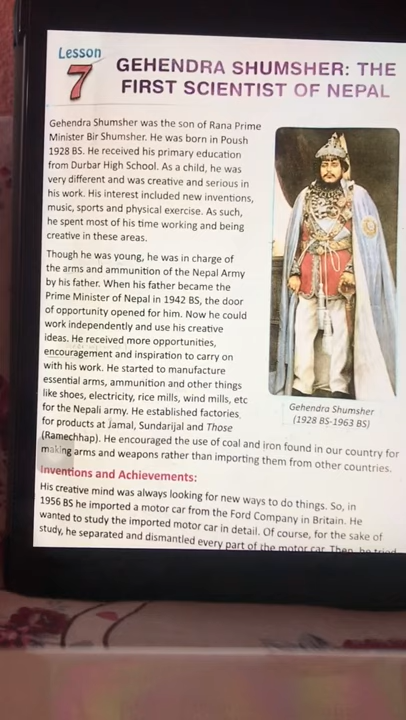 Lesson
7
GEHENDRA SHUMSHER: THE
FIRST SCIENTIST OF NEPAL
Gehendra Shumsher was the son of Rana Prime
Minister Bir Shumsher. He was born in Poush
1928 BS. He received his primary education
from Durbar High School. As a child, he was
very different and was creative and serious in
his work. His interest included new inventions,
music, sports and physical exercise. As such,
he spent most of his time working and being
creative in these areas.
Though he was young, he was in charge of
the arms and ammunition of the Nepal Army
by his father. When his father became the
Prime Minister of Nepal in 1942 BS, the door
of opportunity opened for him. Now he could
work independently and use his creative
ideas. He received more opportunities,
encouragement and inspiration to carry on
with his work. He started to manufacture
essential arms, ammunition and other things
like shoes, electricity, rice mills, wind mills, etc
for the Nepali army. He established factories
for products at Jamal, Sundarijal and Those
(Ramechhap). He encouraged the use of coal and iron found in our country for
making arms and weapons rather than importing them from other countries.
Gehendra Shumsher
(1928 BS-1963 BS)
Inventions and Achievements:
His creative mind was always looking for new ways to do things. So, in
1956 BS he imported a motor car from the Ford Company in Britain. He
wanted to study the imported motor car in detail. Of course, for the sake of
study, he separated and dismantled every part of the motor car. Then, he tried